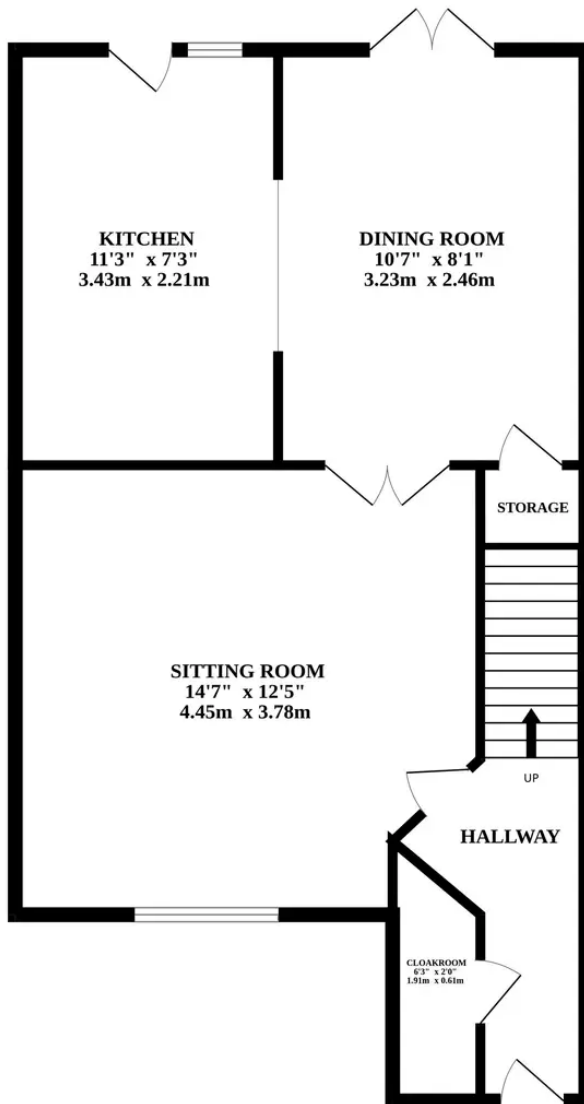 KITCHEN
11'3" x 7'3"
3.43m x 2.21m
DINING ROOM
10'7" x 8'1"
3.23m x 2.46m
STORAGE
SITTING ROOM
14'7" x 12'5"
4.45m x 3.78m
UP
HALLWAY
CLOAKROOM
6'3" x 2'0"
1.91m x 0.61m